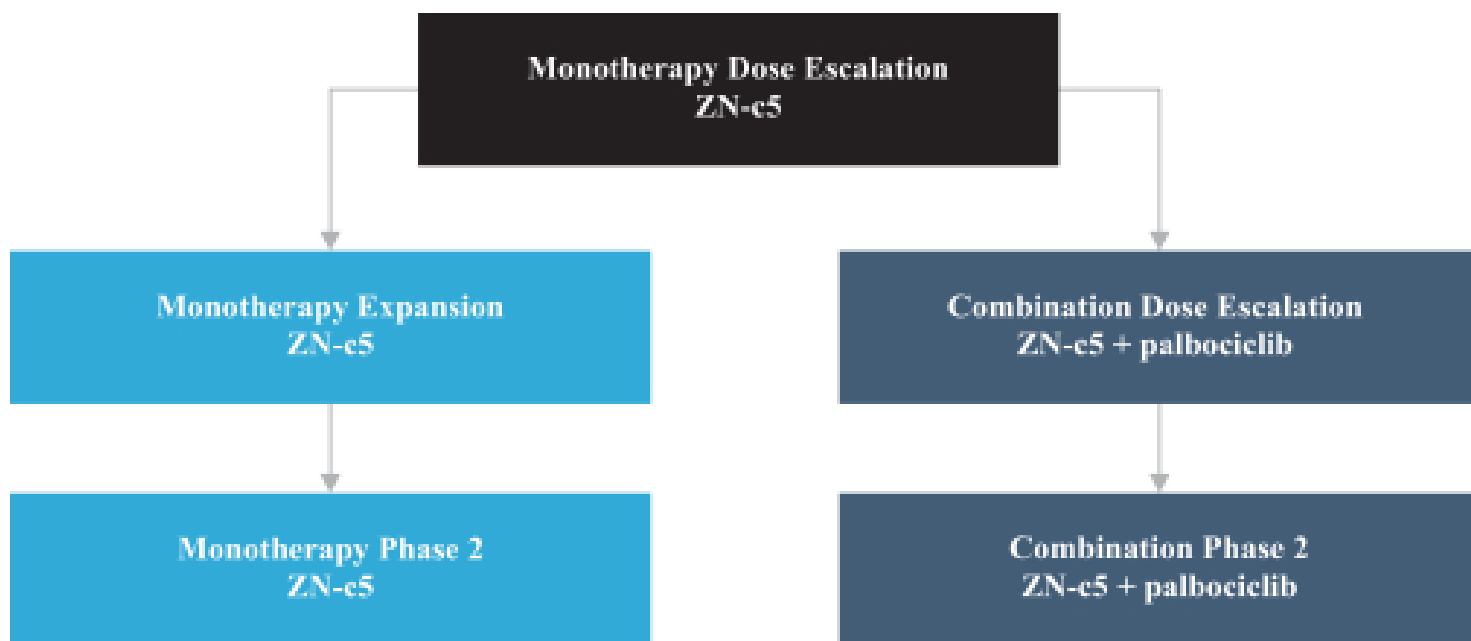 Monotherapy Dose Escalation
ZN-c5
Monotherapy Expansion
ZN-c5
Combination Dose Escalation
ZN-c5 + palbociclib
Monotherapy Phase 2
ZN-c5
Combination Phase 2
ZN-c5 + palbociclib